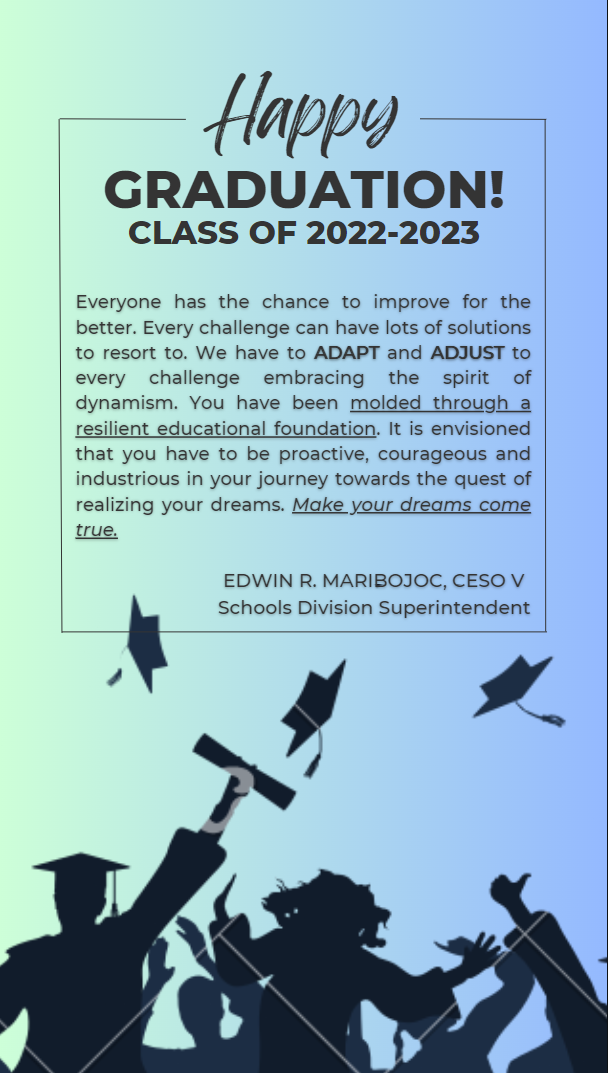 Happy
GRADUATION!
CLASS OF 2022-2023
Everyone has the chance to improve for the
better. Every challenge can have lots of solutions
to resort to. We have to ADAPT and ADJUST to
every challenge embracing the spirit of
dynamism. You have been molded through a
resilient educational foundation. It is envisioned
that you have to be proactive, courageous and
industrious in your journey towards the quest of
realizing your dreams. Make your dreams come
true.
EDWIN R. MARIBOJOC, CESO V
Schools Division Superintendent